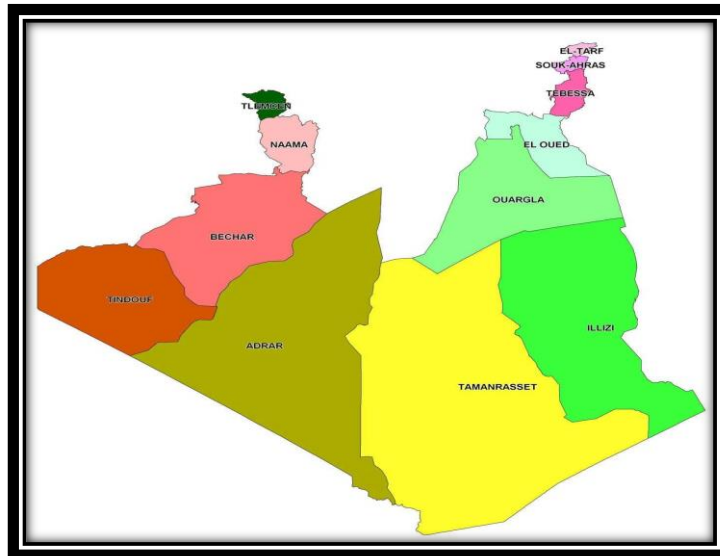 EL-TARF
SOUK-AHRAS
TEBESSA
TLEMCEN
NAAMA
EL OUED
OUARGLA
BECHAR
TINDOUF
ILLIZI
ADRAR
TAMANRASSET